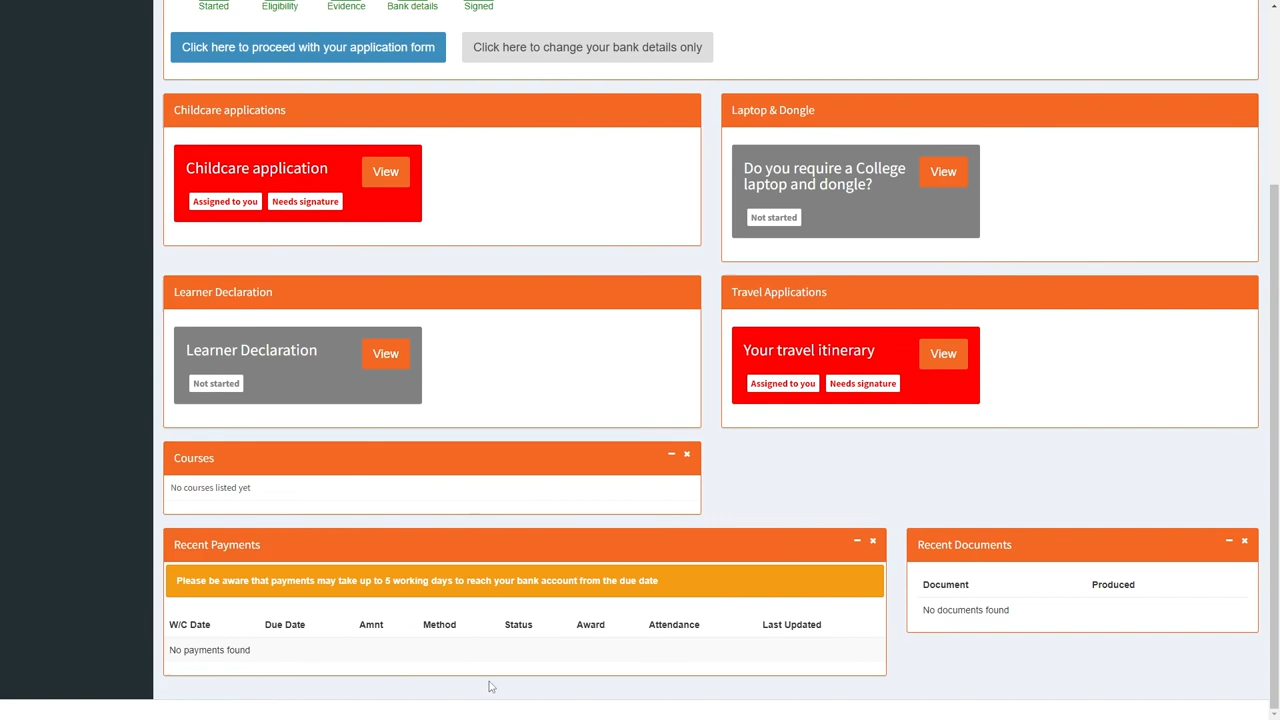 Started Eligibility Evidence Bank details Signed
Click here to proceed with your application form Click here to change your bank details only
Childcare applications
Childcare application View
Assigned to you Needs signature
Laptop & Dongle
Do you require a College
laptop and dongle?
View
Not started
Learner Declaration
Learner Declaration View
Not started
Travel Applications
Your travel itinerary View
Assigned to you Needs signature
Courses
No courses listed yet
Recent Payments
Please be aware that payments may take up to 5 working days to reach your bank account from the due date
W/C Date Due Date Amnt Method Status Award Attendance Last Updated
No payments found
Recent Documents
Document Produced
No documents found